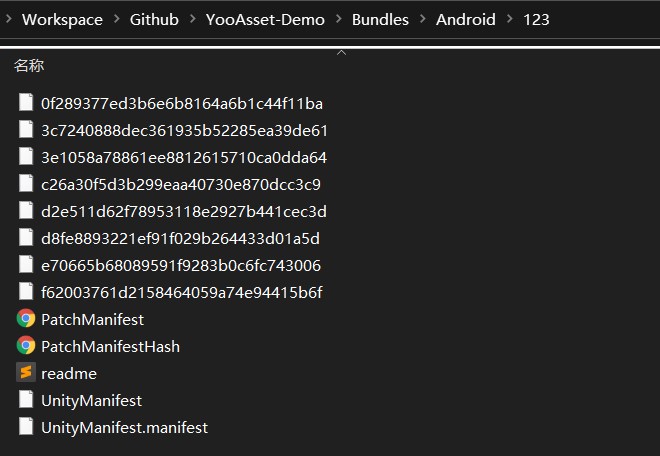 Workspace > Github > YooAsset-Demo > Bundles > Android > 123
名称
0f289377ed3b6e6b8164a6b1c44f11ba
3c7240888dec361935b52285ea39de61
3e1058a78861ee8812615710ca0dda64
c26a30f5d3b299eaa40730e870dcc3c9
d2e511d62f78953118e2927b441cec3d
d8fe8893221ef91f029b264433d01a5d
e70665b68089591f9283b0c6fc743006
f62003761d2158464059a74e94415b6f
PatchManifest
PatchManifestHash
readme
UnityManifest
UnityManifest.manifest